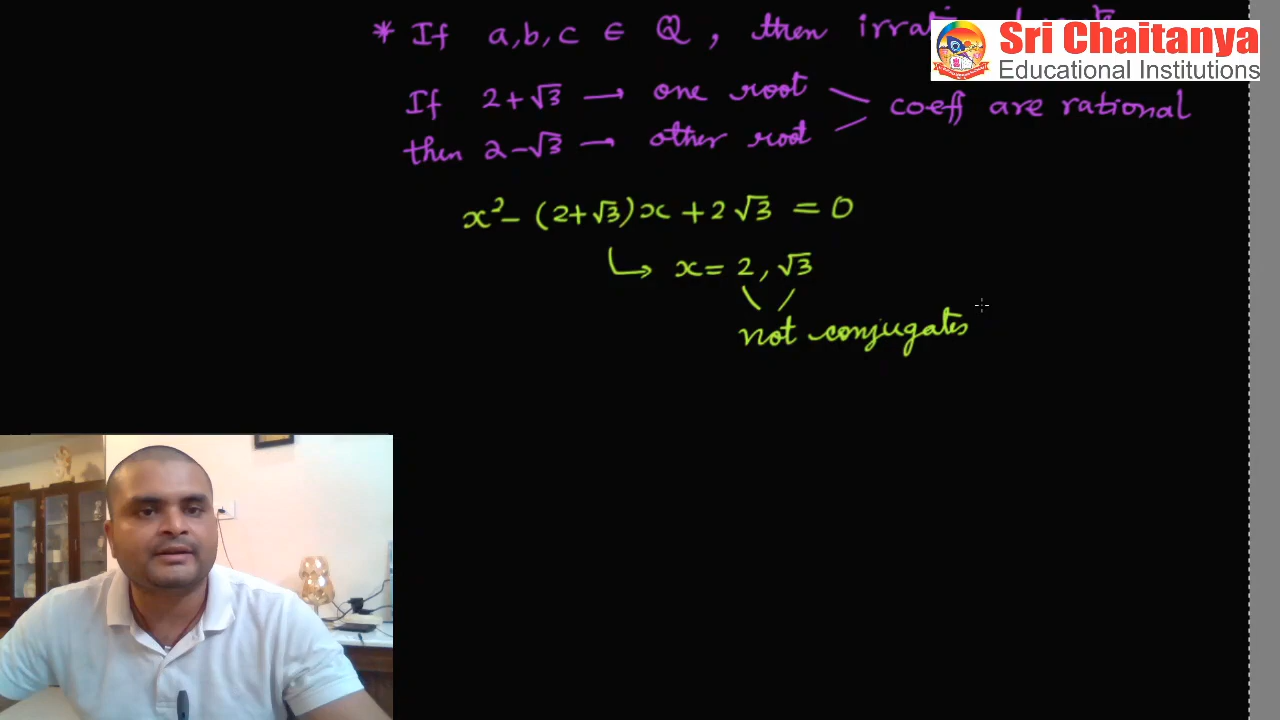 * If a,b,c ∈ Q, then
Sri Chaitanya
Educational Institutions
If 2+√3 → one root
then 2-√3 → other root
coeff are rational
x² - (2+√3)x + 2√3 = 0
↳ x = 2, √3
not conjugates